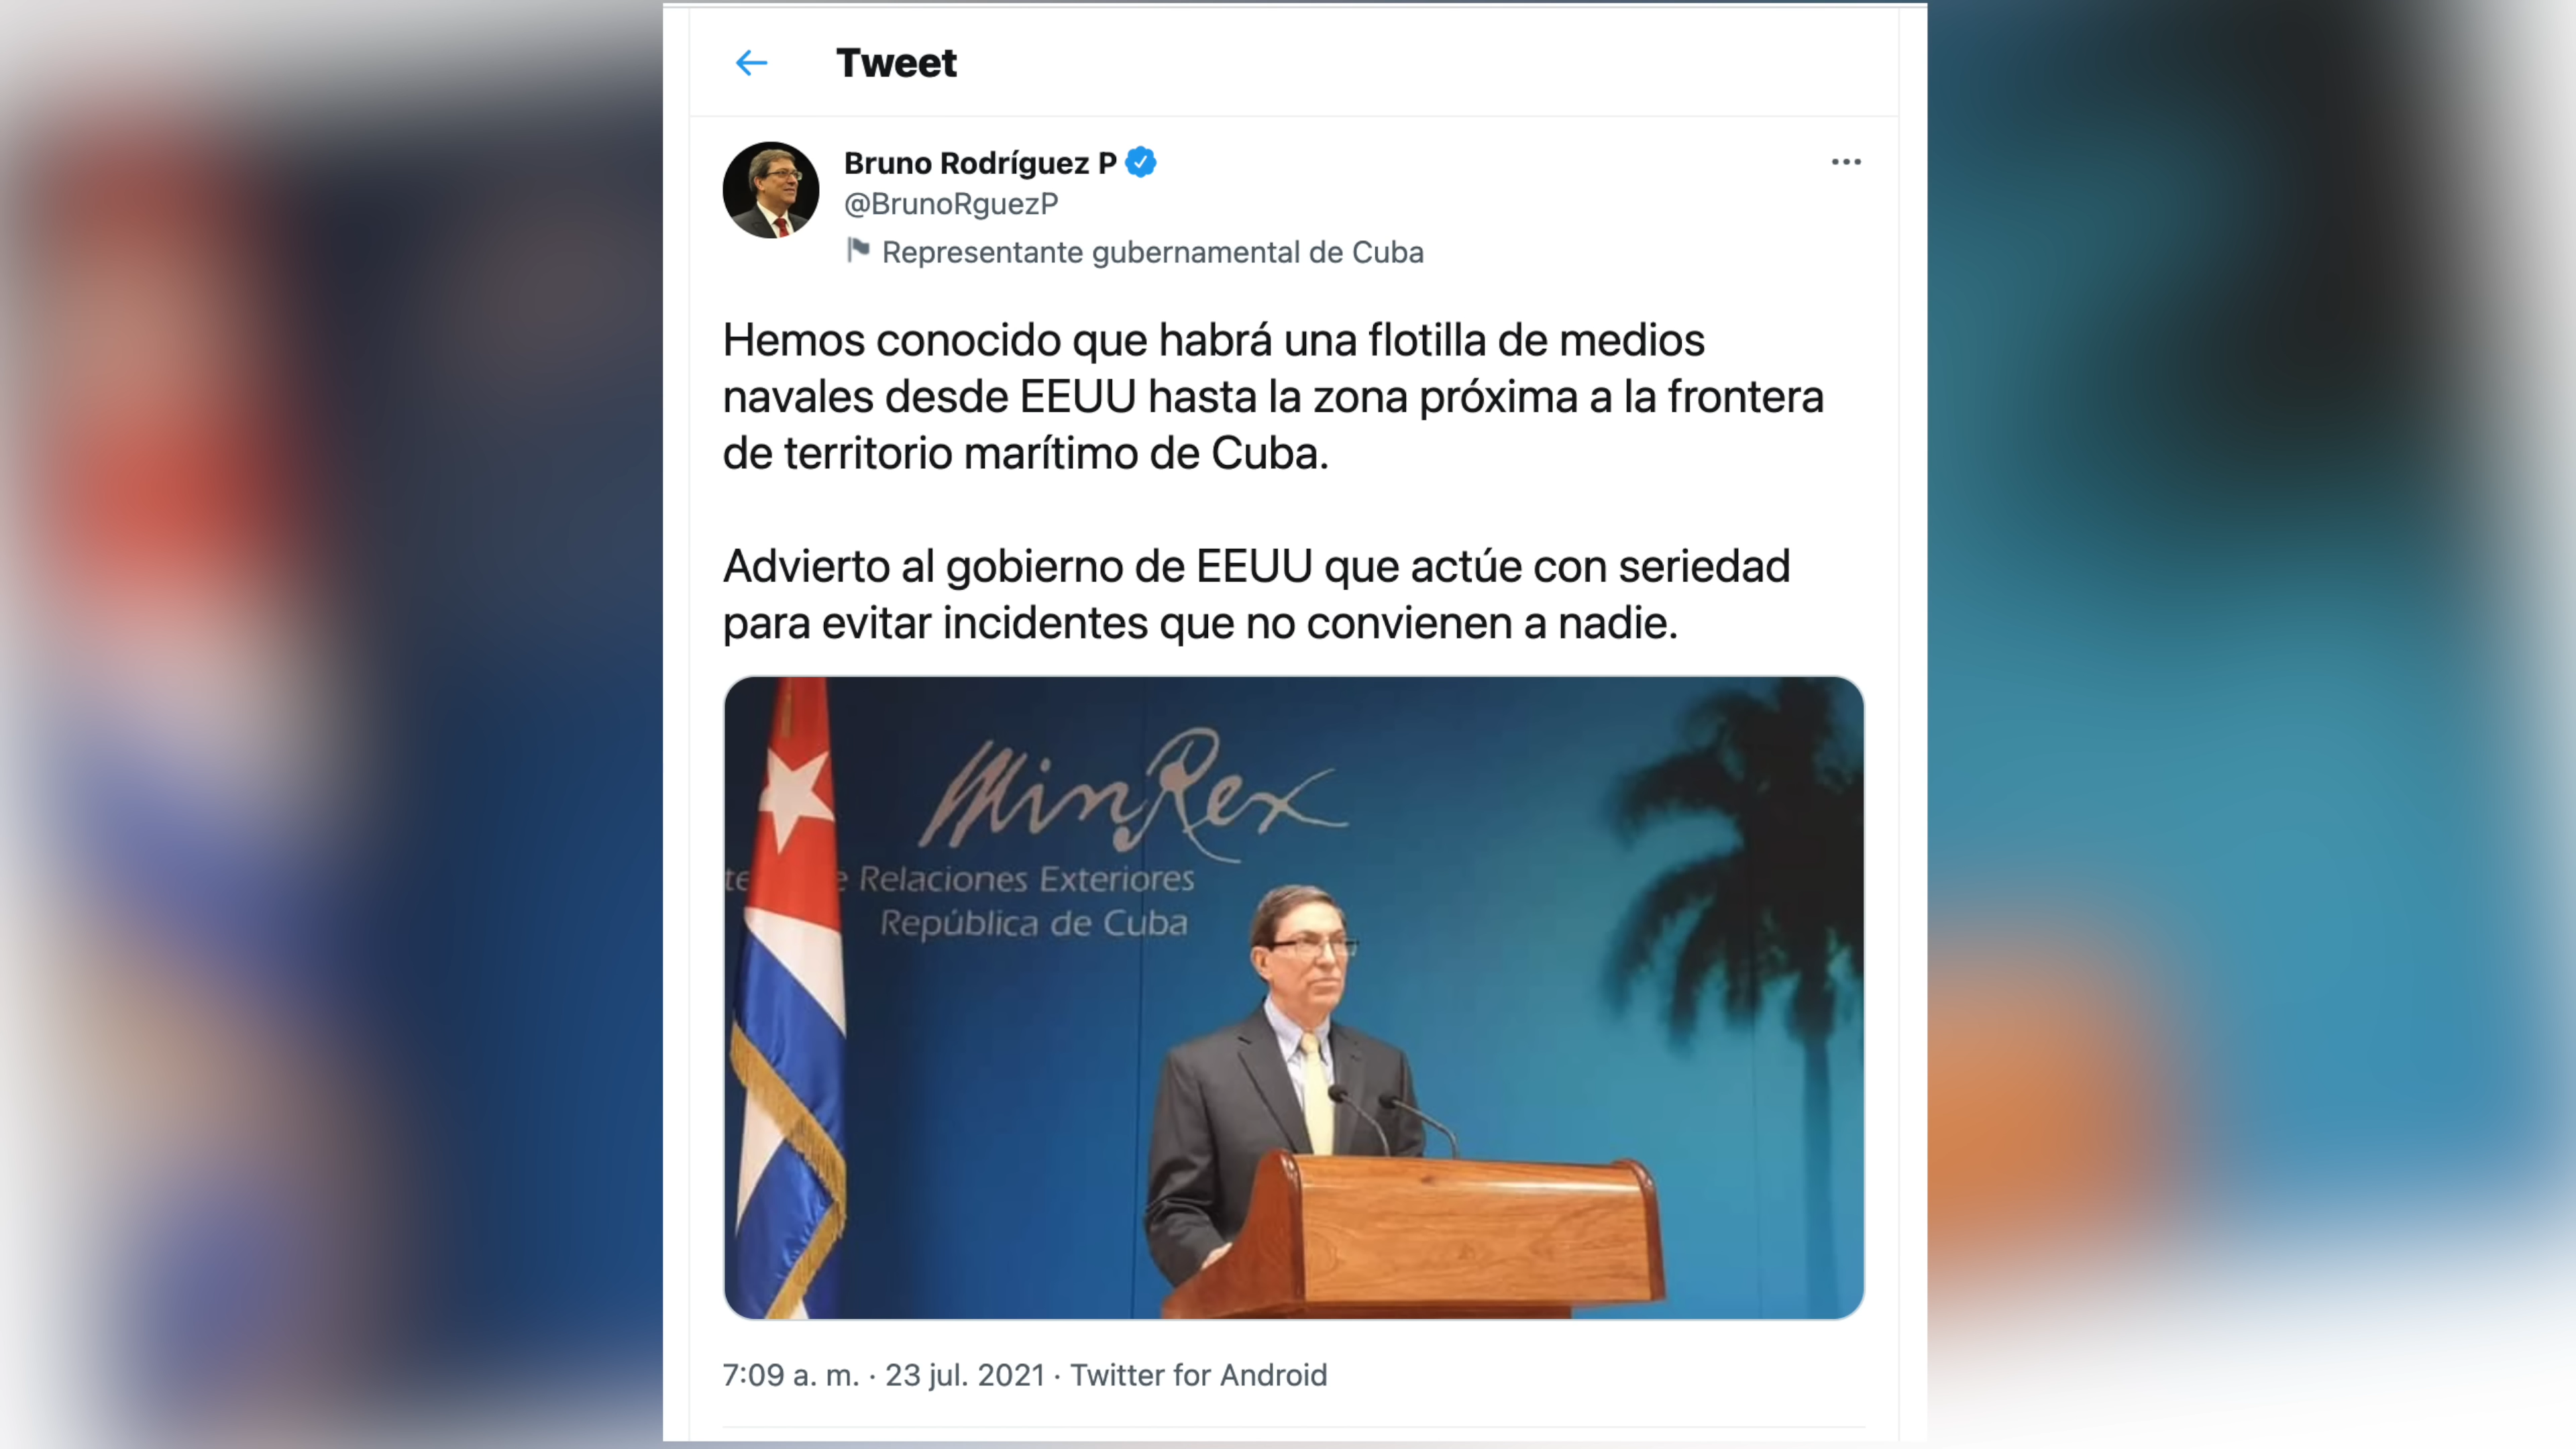 Tweet
Bruno Rodríguez P
@BrunoRguezP
Representante gubernamental de Cuba
Hemos conocido que habrá una flotilla de medios
navales desde EEUU hasta la zona próxima a la frontera
de territorio marítimo de Cuba.
Advierto al gobierno de EEUU que actúe con seriedad
para evitar incidentes que no convienen a nadie.
MinRex
Relaciones Exteriores
República de Cuba
7:09 a. m. · 23 jul. 2021 · Twitter for Android